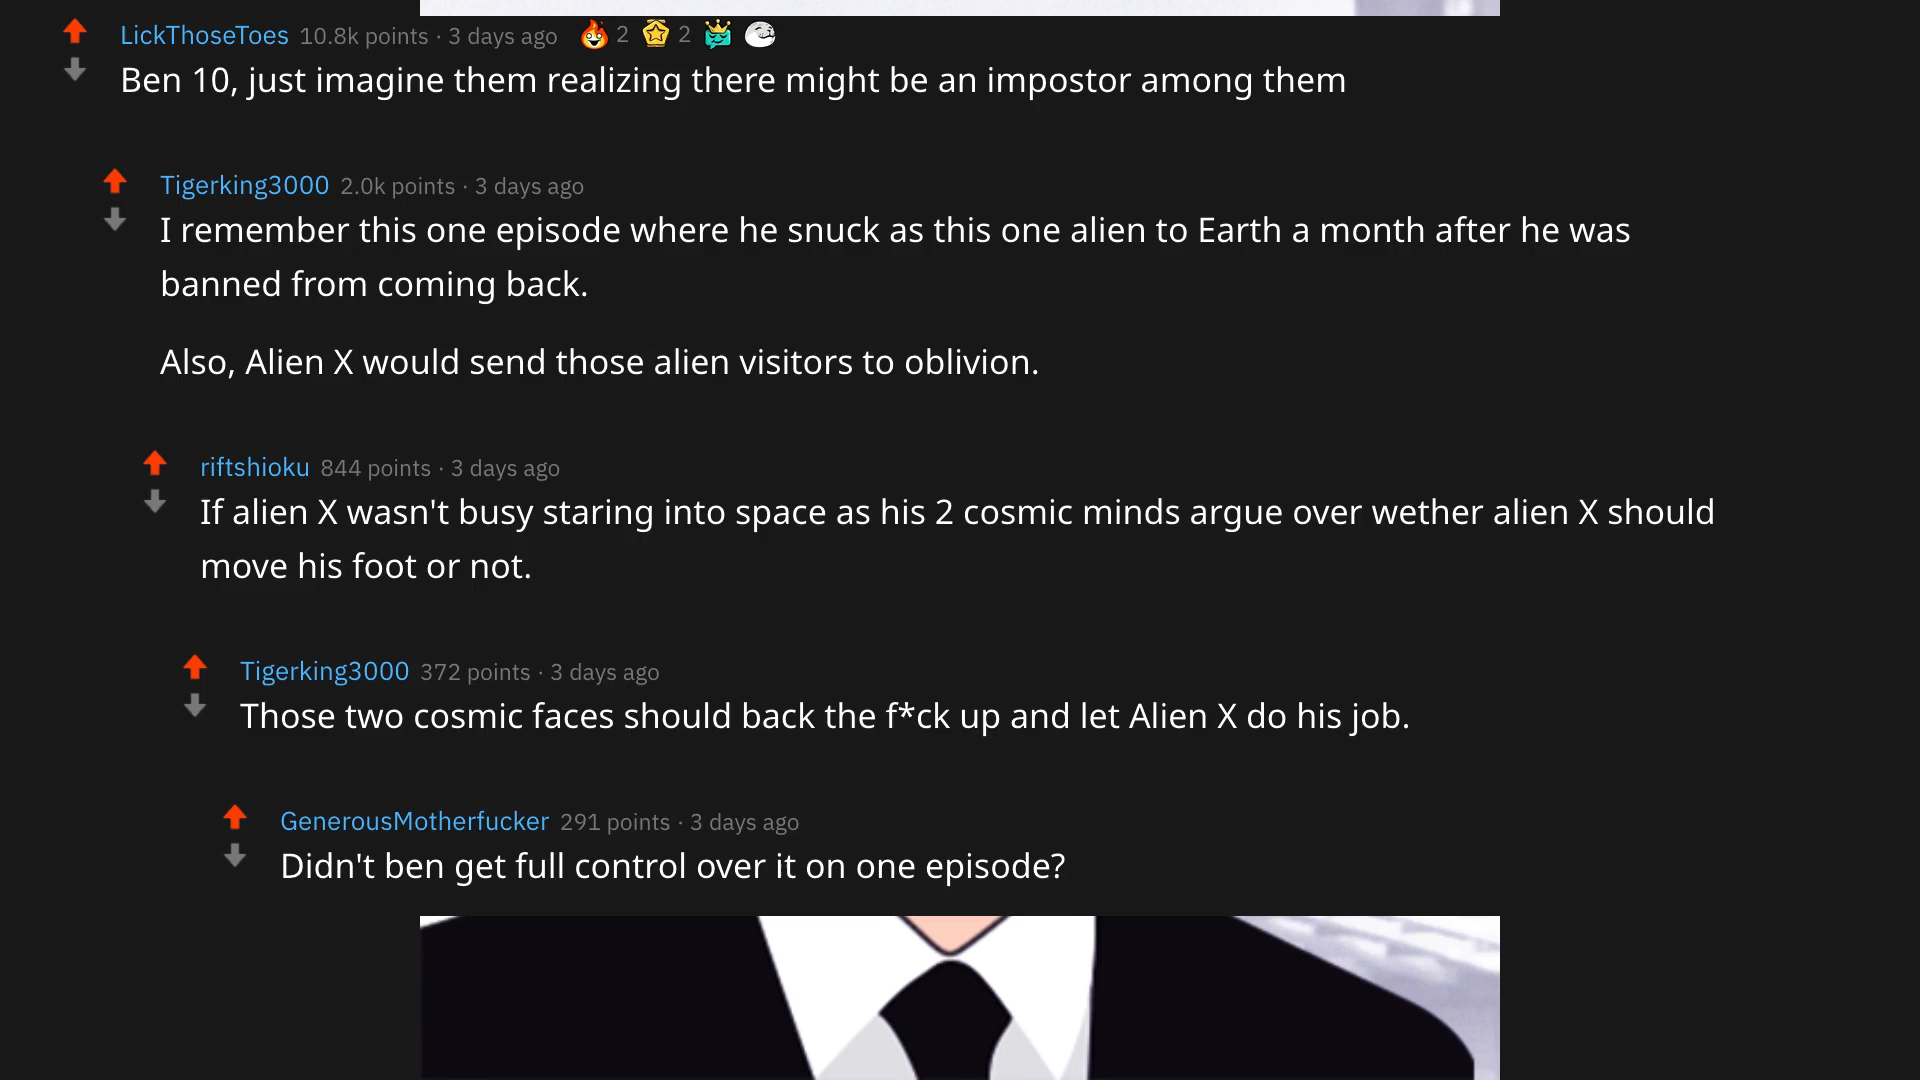 LickThoseToes 10.8k points · 3 days ago 2 2
Ben 10, just imagine them realizing there might be an impostor among them
Tigerking3000 2.0k points · 3 days ago
I remember this one episode where he snuck as this one alien to Earth a month after he was
banned from coming back.
Also, Alien X would send those alien visitors to oblivion.
riftshioku 844 points · 3 days ago
If alien X wasn't busy staring into space as his 2 cosmic minds argue over wether alien X should
move his foot or not.
Tigerking3000 372 points · 3 days ago
Those two cosmic faces should back the f*ck up and let Alien X do his job.
GenerousMotherfucker 291 points · 3 days ago
Didn't ben get full control over it on one episode?